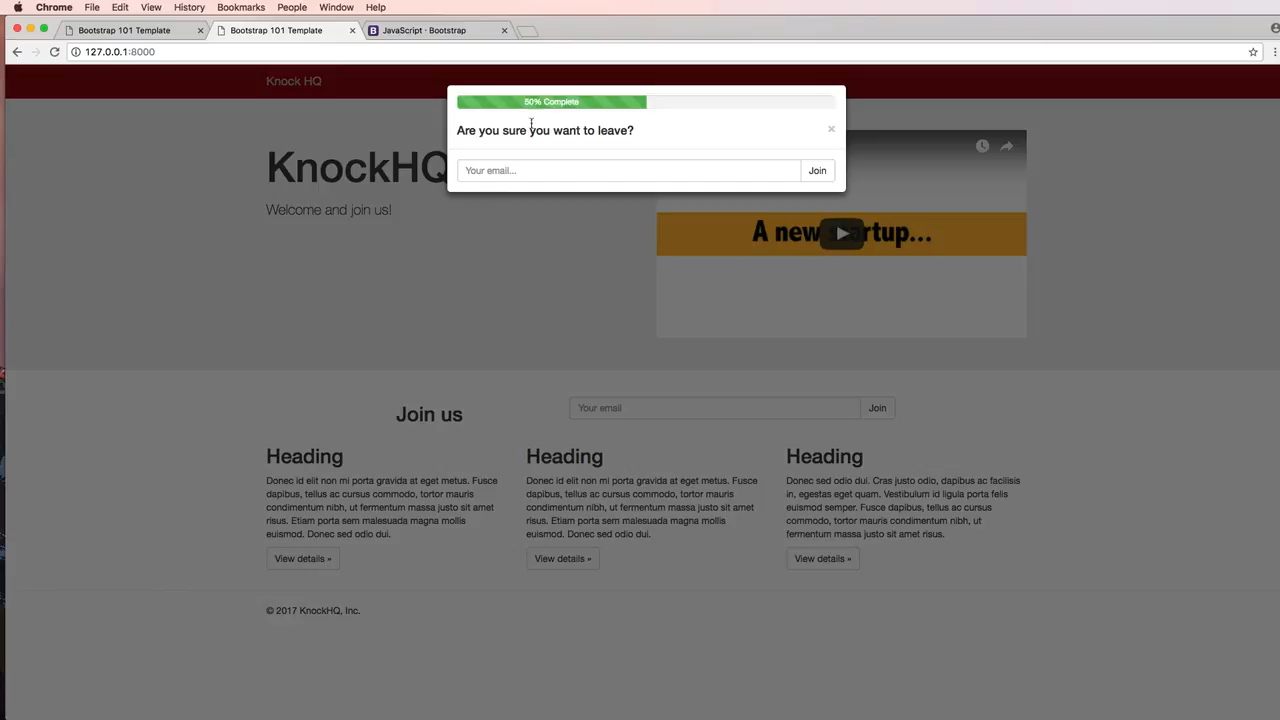 Chrome File Edit View History Bookmarks People Window Help
Bootstrap 101 Template
Bootstrap 101 Template
JavaScript · Bootstrap
127.0.0.1:8000
Knock HQ
50% Complete
Are you sure you want to leave?
×
Your email...
Join
KnockHQ
Welcome and join us!
A new startup...
Join us
Your email
Join
Heading
Donec id elit non mi porta gravida at eget metus. Fusce
dapibus, tellus ac cursus commodo, tortor mauris
condimentum nibh, ut fermentum massa justo sit amet
risus. Etiam porta sem malesuada magna mollis
euismod. Donec sed odio dui.
View details »
Heading
Donec id elit non mi porta gravida at eget metus. Fusce
dapibus, tellus ac cursus commodo, tortor mauris
condimentum nibh, ut fermentum massa justo sit amet
risus. Etiam porta sem malesuada magna mollis
euismod. Donec sed odio dui.
View details »
Heading
Donec sed odio dui. Cras justo odio, dapibus ac facilisis
in, egestas eget quam. Vestibulum id ligula porta felis
euismod semper. Fusce dapibus, tellus ac cursus
commodo, tortor mauris condimentum nibh, ut
fermentum massa justo sit amet risus.
View details »
© 2017 KnockHQ, Inc.